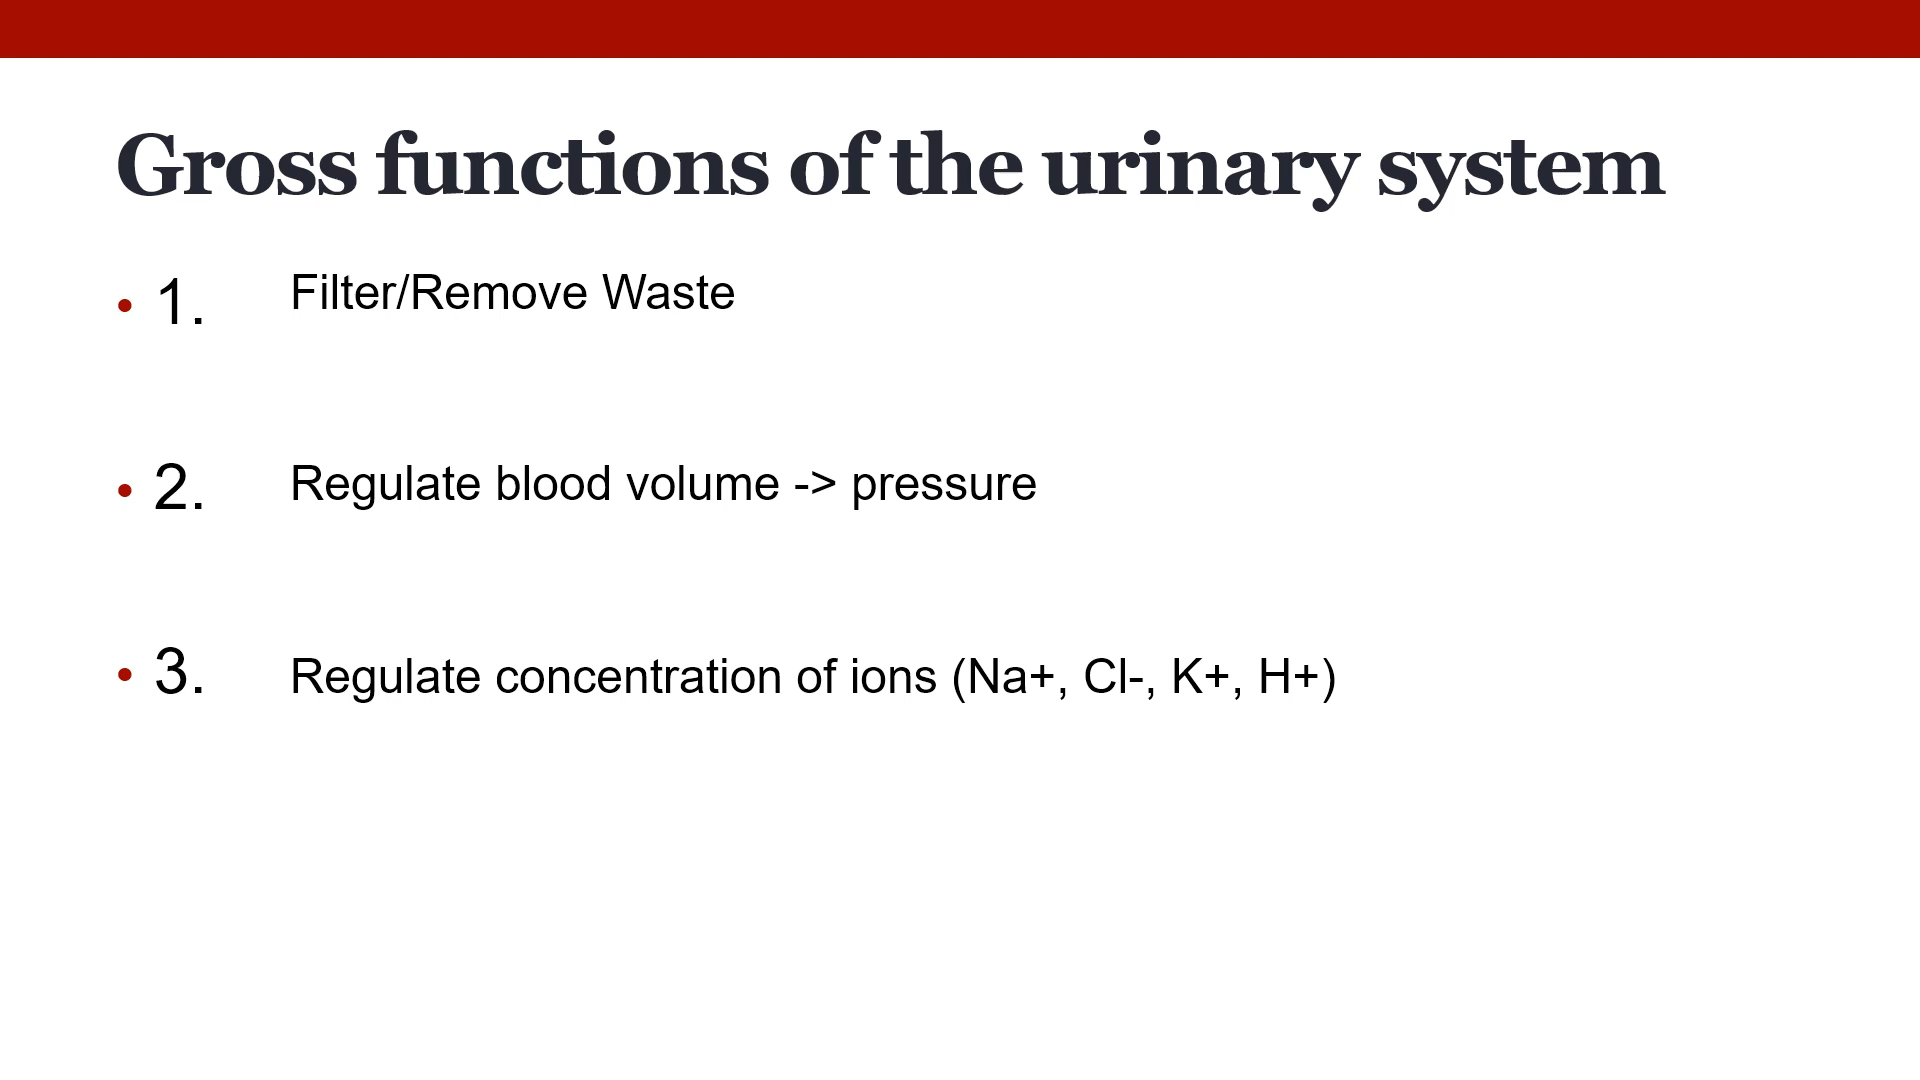 Gross functions of the urinary system
• 1. Filter/Remove Waste
• 2. Regulate blood volume -> pressure
• 3. Regulate concentration of ions (Na+, Cl-, K+, H+)